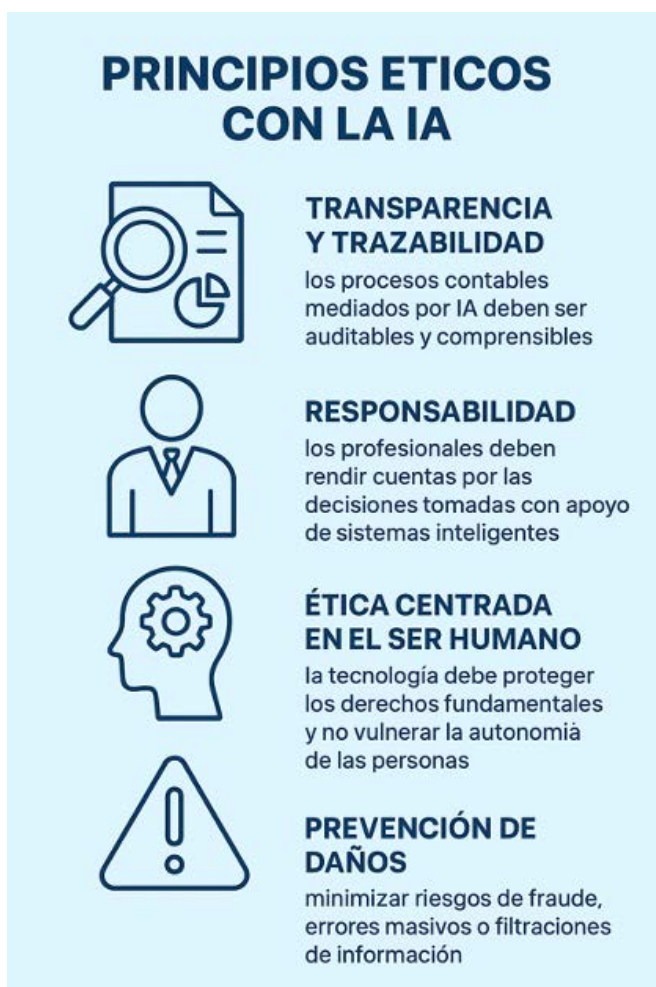 PRINCIPIOS ETICOS
CON LA IA
TRANSPARENCIA
Y TRAZABILIDAD
los procesos contables
mediados por IA deben ser
auditables y comprensibles
RESPONSABILIDAD
los profesionales deben
rendir cuentas por las
decisiones tomadas con apoyo
de sistemas inteligentes
ÉTICA CENTRADA
EN EL SER HUMANO
la tecnología debe proteger
los derechos fundamentales
y no vulnerar la autonomià
de las personas
PREVENCIÓN DE
DAÑOS
minimizar riesgos de fraude,
errores masivos o filtraciones
de información